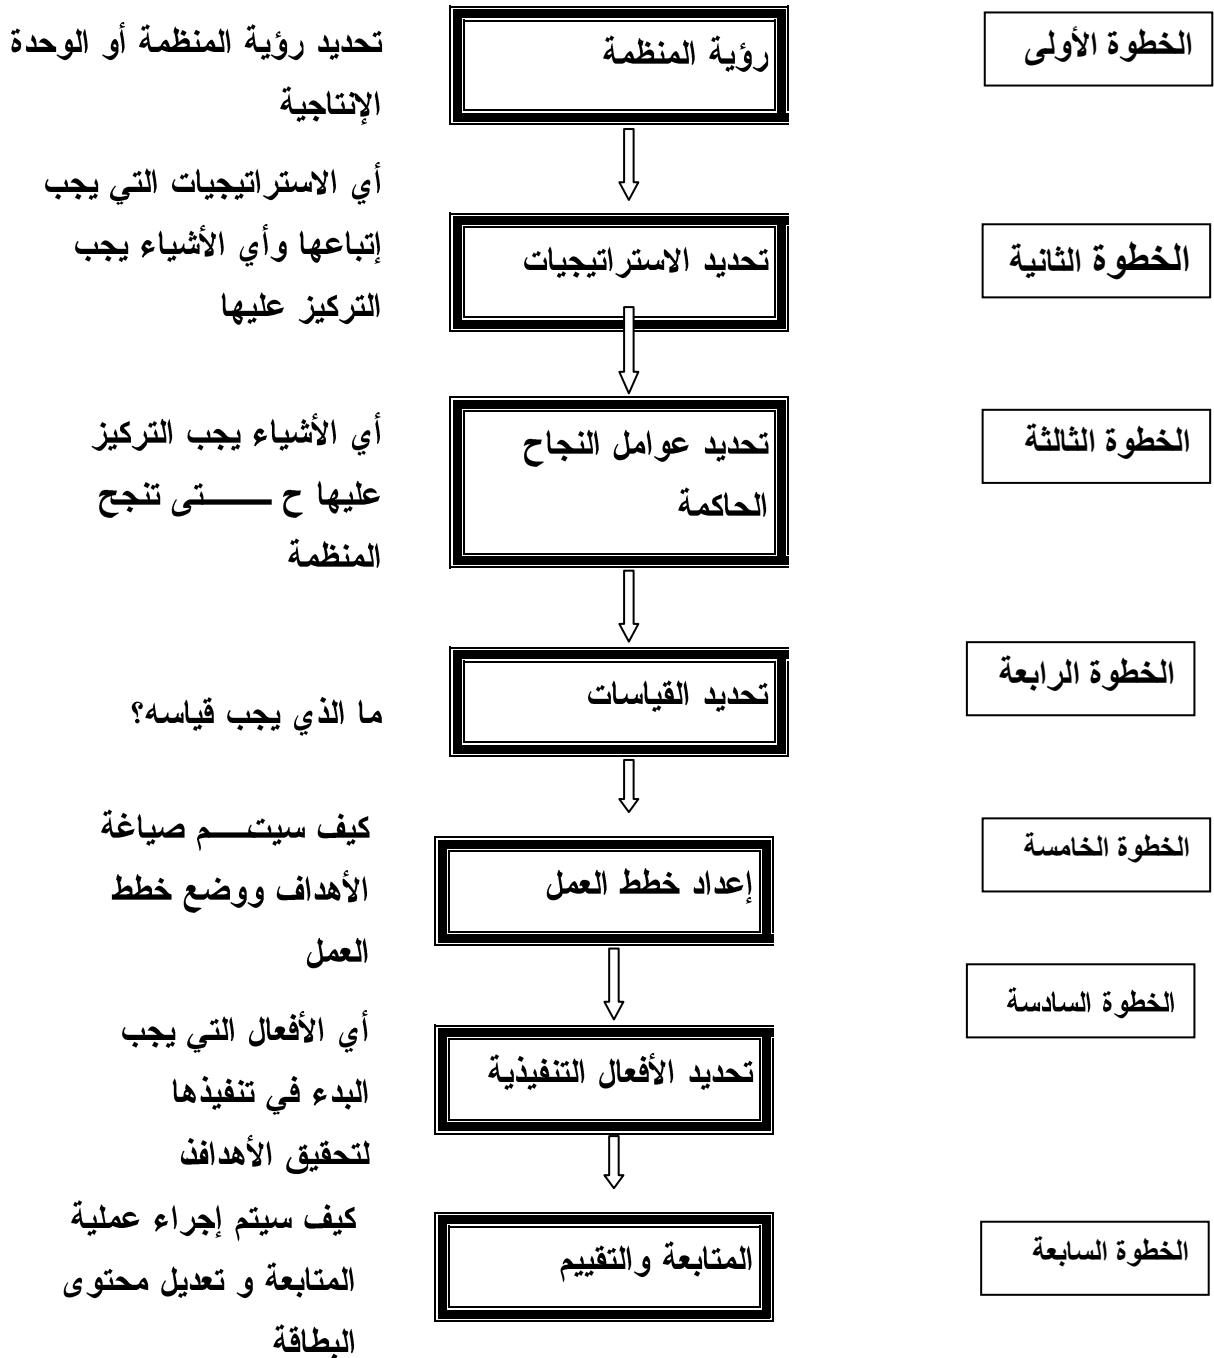 الخطوة الأولى
رؤية المنظمة
تحديد رؤية المنظمة أو الوحدة
الإنتاجية
الخطوة الثانية
تحديد الاستراتيجيات
أي الاستراتيجيات التي يجب
إتباعها وأي الأشياء يجب
التركيز عليها
الخطوة الثالثة
تحديد عوامل النجاح
الحاكمة
أي الأشياء يجب التركيز
عليها ح ـــــــتى تنجح
المنظمة
الخطوة الرابعة
تحديد القياسات
ما الذي يجب قياسه؟
الخطوة الخامسة
إعداد خطط العمل
كيف سيتــــم صياغة
الأهداف ووضع خطط
العمل
الخطوة السادسة
تحديد الأفعال التنفيذية
أي الأفعال التي يجب
البدء في تنفيذها
لتحقيق الأهدافذ
الخطوة السابعة
المتابعة والتقييم
كيف سيتم إجراء عملية
المتابعة و تعديل محتوى
البطاقة